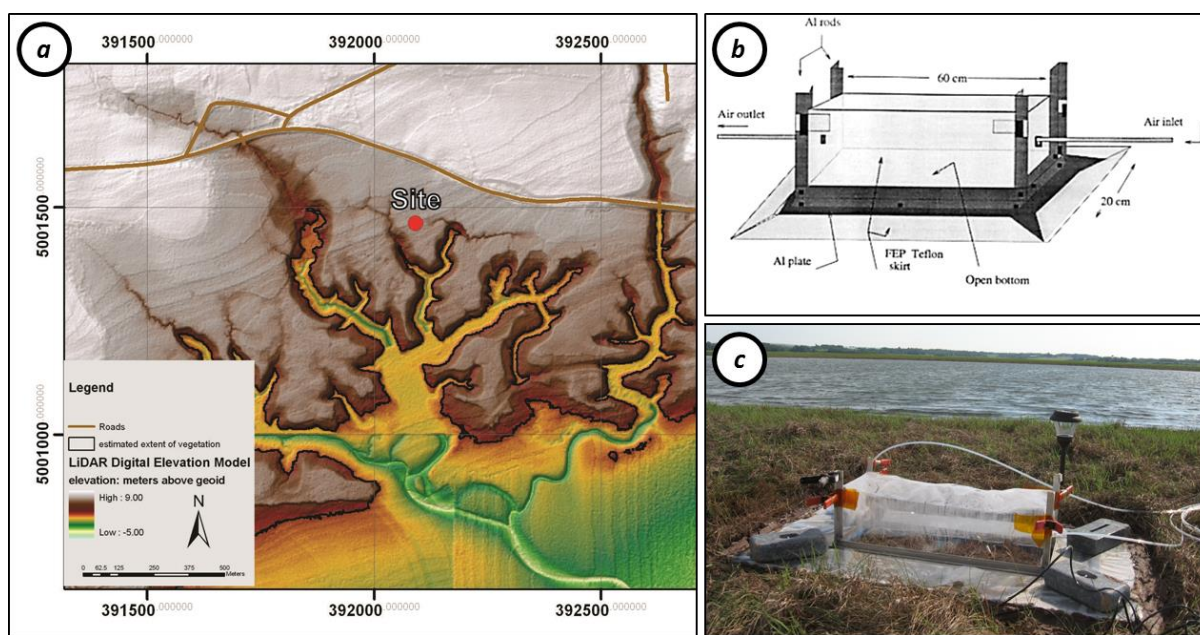 a
391500.000000
392000.000000
392500.000000
5001500.000000
5001000.000000
Site
Legend
Roads
estimated extent of vegetation
LiDAR Digital Elevation Model
elevation: meters above geoid
High : 9.00
Low : -5.00
N
0 62.5 125 250 375 500
Meters
391500.000000
392000.000000
392500.000000
b
Al rods
60 cm
Air outlet
Air inlet
20 cm
Al plate
FEP Teflon
skirt
Open bottom
c